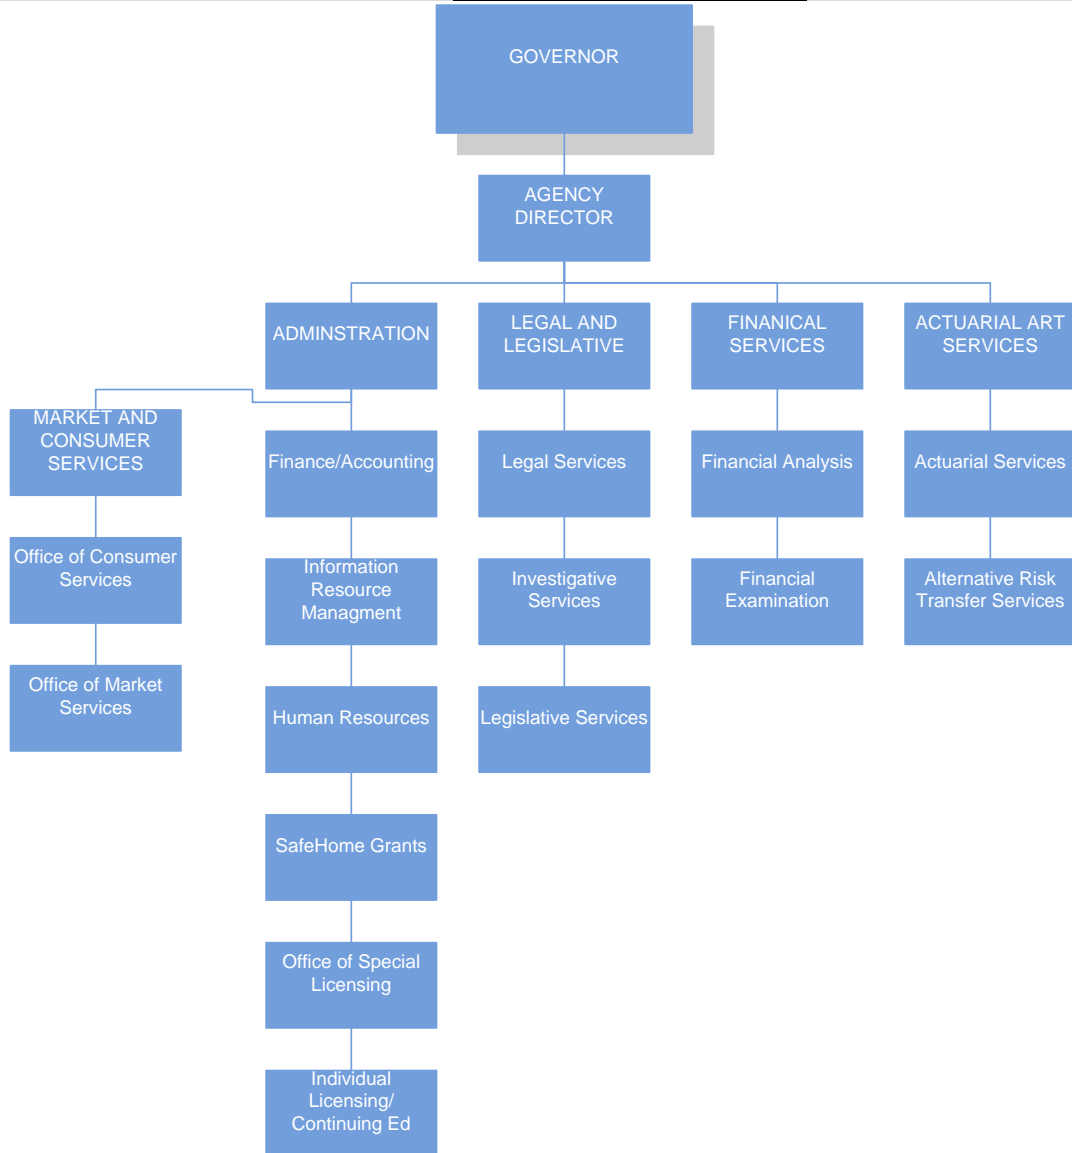 GOVERNOR
AGENCY
DIRECTOR
ADMINSTRATION
LEGAL AND
LEGISLATIVE
FINANICAL
SERVICES
ACTUARIAL ART
SERVICES
MARKET AND
CONSUMER
SERVICES
Finance/Accounting
Legal Services
Financial Analysis
Actuarial Services
Office of Consumer
Services
Information
Resource
Managment
Investigative
Services
Financial
Examination
Alternative Risk
Transfer Services
Office of Market
Services
Human Resources
Legislative Services
SafeHome Grants
Office of Special
Licensing
Individual
Licensing/
Continuing Ed